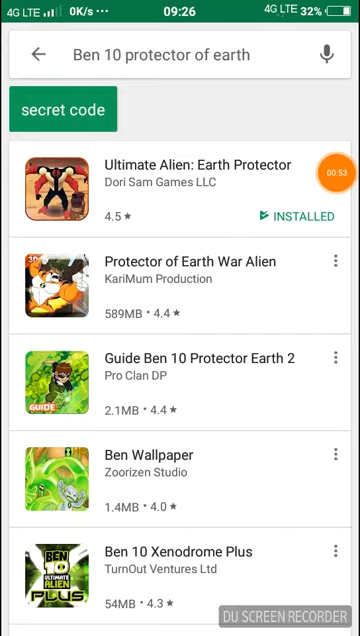 4G LTE 0K/s ··· 09:26 4G LTE 32%
Ben 10 protector of earth
secret code
Ultimate Alien: Earth Protector
Dori Sam Games LLC
00:53
4.5 ★ INSTALLED
3D
Protector of Earth War Alien
KariMum Production
589MB · 4.4 ★
Guide Ben 10 Protector Earth 2
Pro Clan DP
GUIDE
2.1MB · 4.4 ★
Ben Wallpaper
Zoorizen Studio
1.4MB · 4.0 ★
Ben 10 Xenodrome Plus
TurnOut Ventures Ltd
BEN
10
ULTIMATE
ALIEN
PLUS
54MB · 4.3 ★
DU SCREEN RECORDER